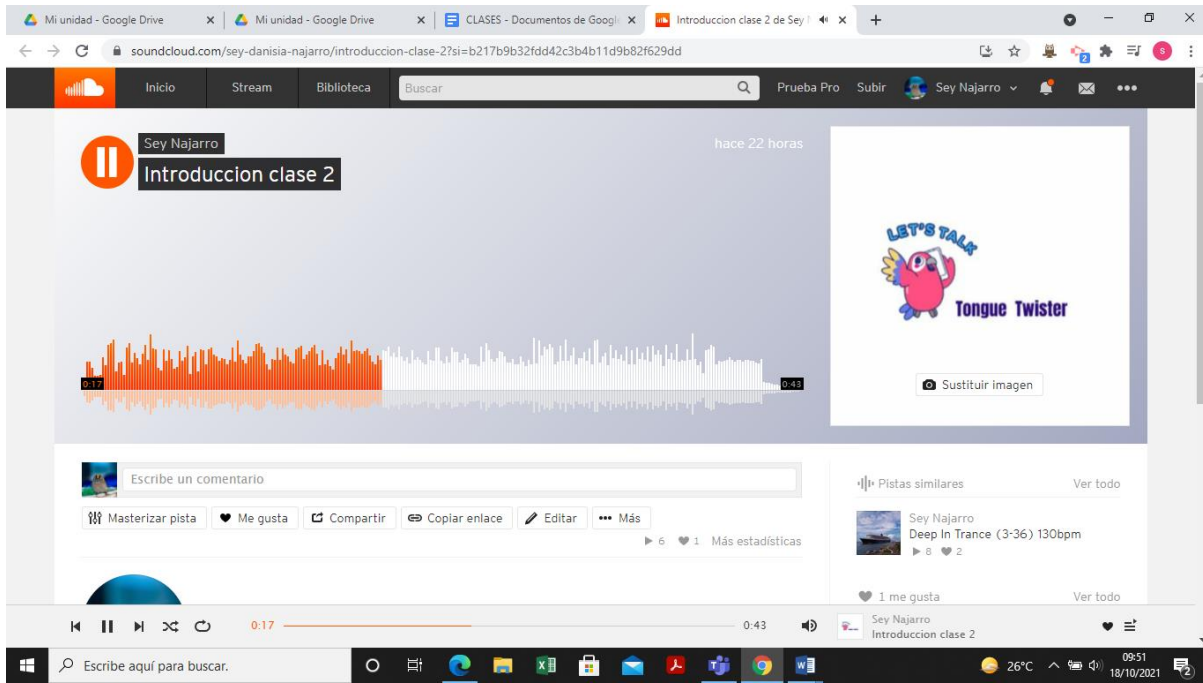 Mi unidad - Google Drive
Mi unidad - Google Drive
CLASES - Documentos de Googl
Introduccion clase 2 de Sey
soundcloud.com/sey-danisia-najarro/introduccion-clase-2?si=b217b9b32fdd42c3b4b11d9b82f629dd
2
S
Inicio Stream Biblioteca Buscar Prueba Pro Subir Sey Najarro
Sey Najarro
hace 22 horas
Introduccion clase 2
LET'S TALK
Tongue Twister
0:17
0:43
Sustituir imagen
Escribe un comentario
Masterizar pista Me gusta Compartir Copiar enlace Editar Más
6 1 Más estadísticas
Pistas similares Ver todo
Sey Najarro
Deep In Trance (3-36) 130bpm
8 2
1 me gusta Ver todo
0:17 0:43
Sey Najarro
Introduccion clase 2
Escribe aquí para buscar.
26°C
09:51
18/10/2021
2